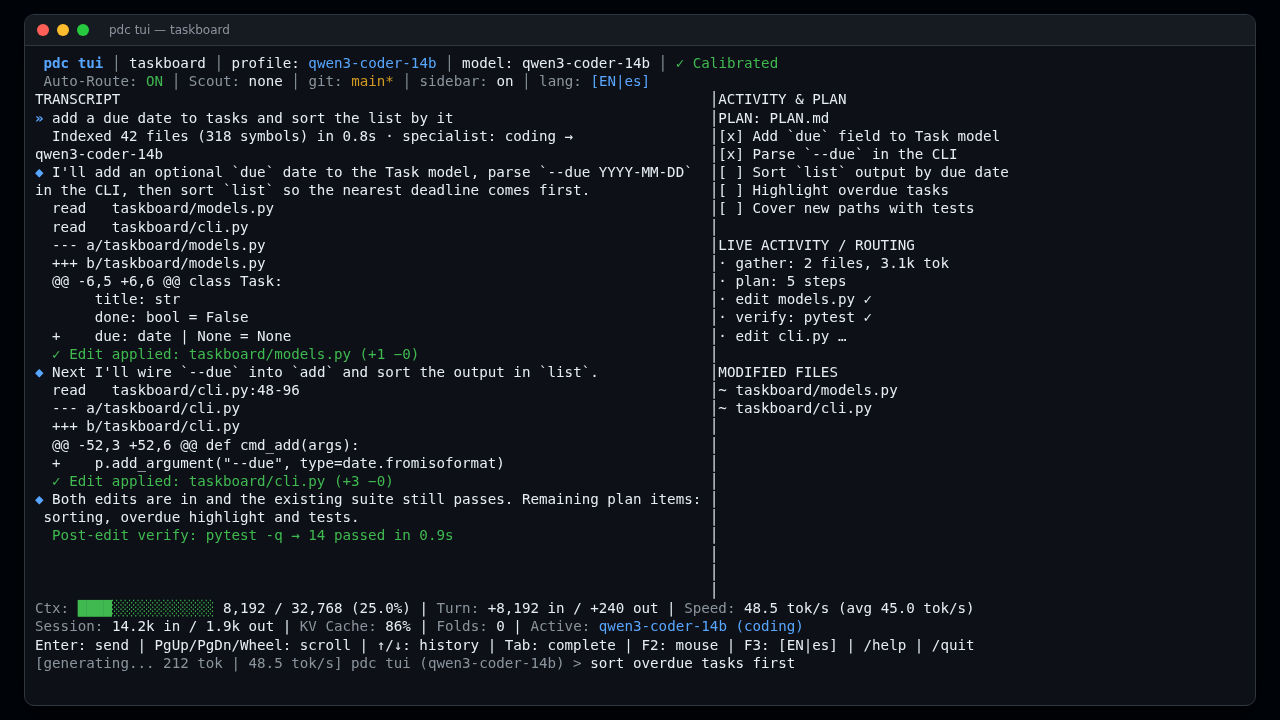 pdc tui — taskboard
pdc tui │ taskboard │ profile: qwen3-coder-14b │ model: qwen3-coder-14b │ ✓ Calibrated
Auto-Route: ON │ Scout: none │ git: main* │ sidebar: on │ lang: [EN|es]
TRANSCRIPT
» add a due date to tasks and sort the list by it
Indexed 42 files (318 symbols) in 0.8s · specialist: coding →
qwen3-coder-14b
◆ I'll add an optional `due` date to the Task model, parse `--due YYYY-MM-DD`
in the CLI, then sort `list` so the nearest deadline comes first.
read   taskboard/models.py
read   taskboard/cli.py
--- a/taskboard/models.py
+++ b/taskboard/models.py
@@ -6,5 +6,6 @@ class Task:
title: str
done: bool = False
+    due: date | None = None
✓ Edit applied: taskboard/models.py (+1 −0)
◆ Next I'll wire `--due` into `add` and sort the output in `list`.
read   taskboard/cli.py:48-96
--- a/taskboard/cli.py
+++ b/taskboard/cli.py
@@ -52,3 +52,6 @@ def cmd_add(args):
+    p.add_argument("--due", type=date.fromisoformat)
✓ Edit applied: taskboard/cli.py (+3 −0)
◆ Both edits are in and the existing suite still passes. Remaining plan items:
sorting, overdue highlight and tests.
Post-edit verify: pytest -q → 14 passed in 0.9s
ACTIVITY & PLAN
PLAN: PLAN.md
[x] Add `due` field to Task model
[x] Parse `--due` in the CLI
[ ] Sort `list` output by due date
[ ] Highlight overdue tasks
[ ] Cover new paths with tests
LIVE ACTIVITY / ROUTING
· gather: 2 files, 3.1k tok
· plan: 5 steps
· edit models.py ✓
· verify: pytest ✓
· edit cli.py …
MODIFIED FILES
~ taskboard/models.py
~ taskboard/cli.py
Ctx: ████░░░░░░░░░░░░ 8,192 / 32,768 (25.0%) | Turn: +8,192 in / +240 out | Speed: 48.5 tok/s (avg 45.0 tok/s)
Session: 14.2k in / 1.9k out | KV Cache: 86% | Folds: 0 | Active: qwen3-coder-14b (coding)
Enter: send | PgUp/PgDn/Wheel: scroll | ↑/↓: history | Tab: complete | F2: mouse | F3: [EN|es] | /help | /quit
[generating... 212 tok | 48.5 tok/s] pdc tui (qwen3-coder-14b) > sort overdue tasks first